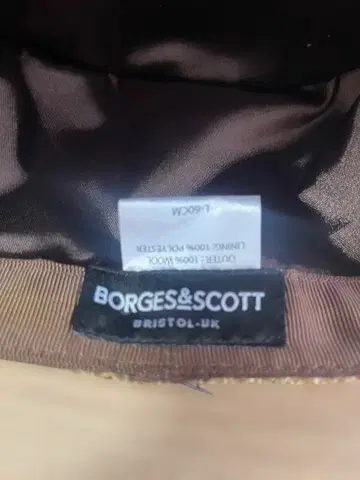 BORGES&SCOTT
BRISTOL-UK
OUTER: 100% WOOL
LINING: 100% POLYESTER
L-60CM